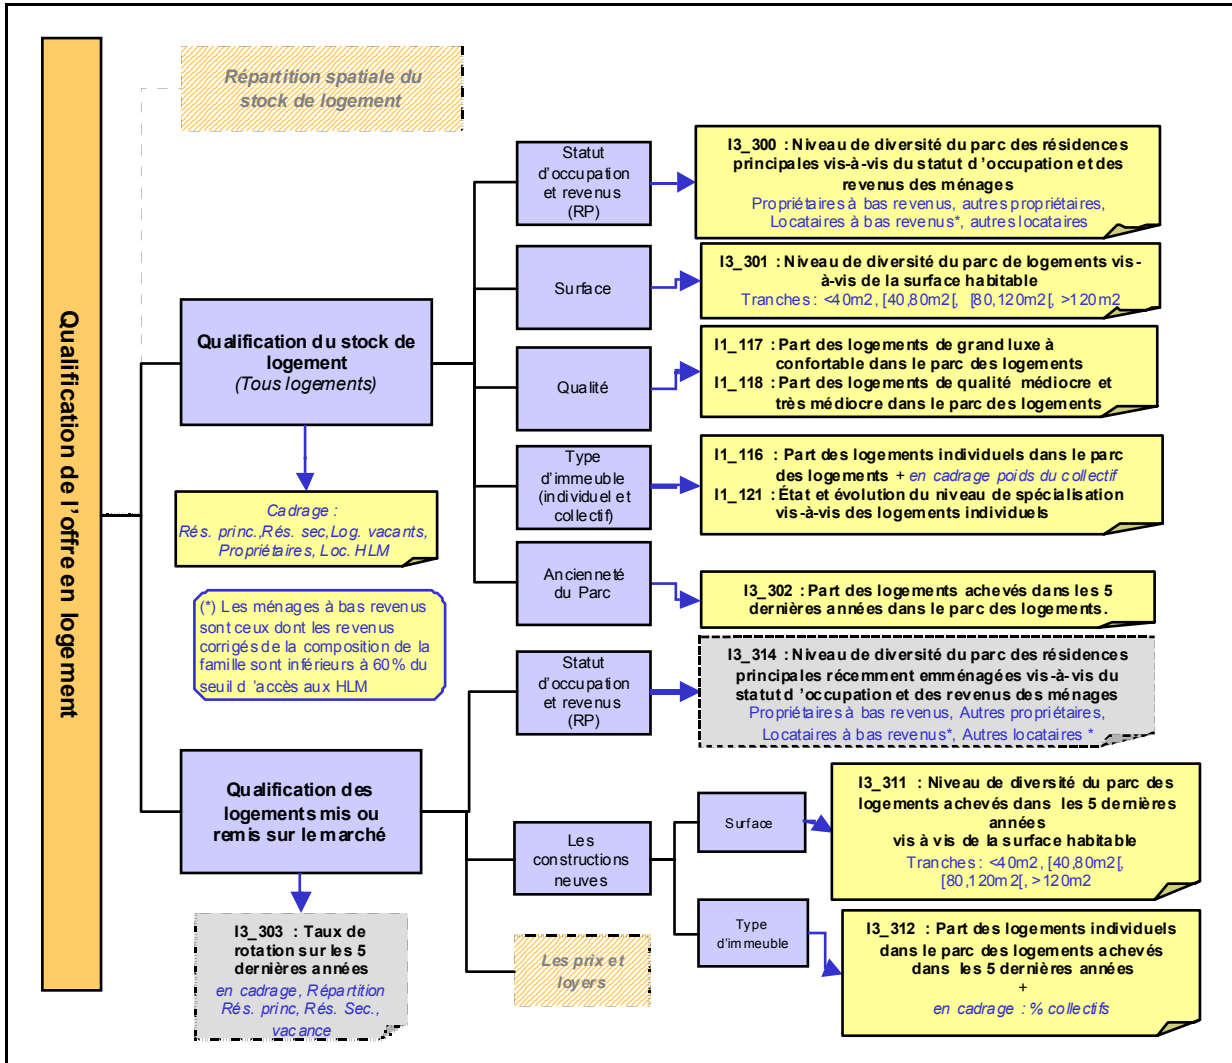 Qualification de l'offre en logement
Répartition spatiale du
stock de logement
Qualification du stock de
logement
(Tous logements)
Cadrage :
Rés. princ.,Rés. sec,Log. vacants,
Propriétaires, Loc. HLM
(*) Les ménages à bas revenus
sont ceux dont les revenus
corrigés de la composition de la
famille sont inférieurs à 60% du
seuil d 'accès aux HLM
Statut
d'occupation
et revenus
(RP)
I3_300 : Niveau de diversité du parc des résidences
principales vis-à-vis du statut d 'occupation et des
revenus des ménages
Propriétaires à bas revenus, autres propriétaires,
Locataires à bas revenus*, autres locataires
Surface
I3_301 : Niveau de diversité du parc de logements vis-
à-vis de la surface habitable
Tranches : <40m2, [40,80m2[, [80,120m2[, >120m2
Qualité
I1_117 : Part des logements de grand luxe à
confortable dans le parc des logements
I1_118 : Part des logements de qualité médiocre et
très médiocre dans le parc des logements
Type
d'immeuble
(individuel et
collectif)
I1_116 : Part des logements individuels dans le parc
des logements + en cadrage poids du collectif
I1_121 : État et évolution du niveau de spécialisation
vis-à-vis des logements individuels
Ancienneté
du Parc
I3_302 : Part des logements achevés dans les 5
dernières années dans le parc des logements.
Qualification des
logements mis ou
remis sur le marché
I3_303 : Taux de
rotation sur les 5
dernières années
en cadrage, Répartition
Rés. princ, Rés. Sec.,
vacance
Statut
d'occupation
et revenus
(RP)
I3_314 : Niveau de diversité du parc des résidences
principales récemment emménagées vis-à-vis du
statut d 'occupation et des revenus des ménages
Propriétaires à bas revenus, Autres propriétaires,
Locataires à bas revenus*, Autres locataires *
Les
constructions
neuves
Surface
I3_311 : Niveau de diversité du parc des
logements achevés dans les 5 dernières
années
vis à vis de la surface habitable
Tranches : <40m2, [40,80m2[,
[80,120m2[, >120m2
Type
d'immeuble
I3_312 : Part des logements individuels
dans le parc des logements achevés
dans les 5 dernières années
+
en cadrage : % collectifs
Les prix et
loyers